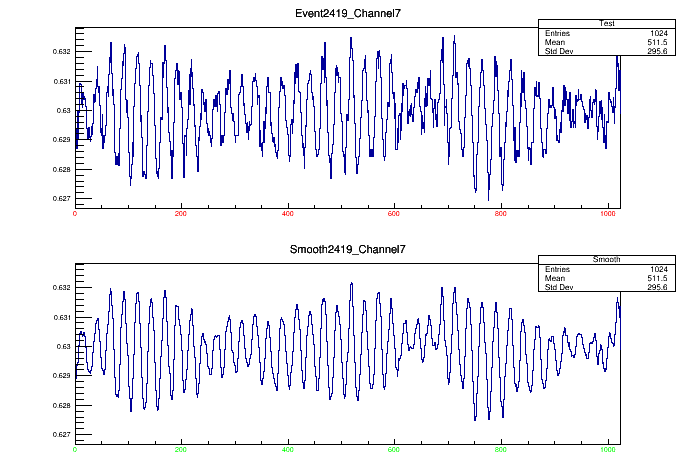 Event2419_Channel7
Test
Entries 1024
Mean 511.5
Std Dev 295.6
0.632
0.631
0.63
0.629
0.628
0.627
0 200 400 600 800 1000
Smooth2419_Channel7
Smooth
Entries 1024
Mean 511.5
Std Dev 295.6
0.632
0.631
0.63
0.629
0.628
0.627
0 200 400 600 800 1000